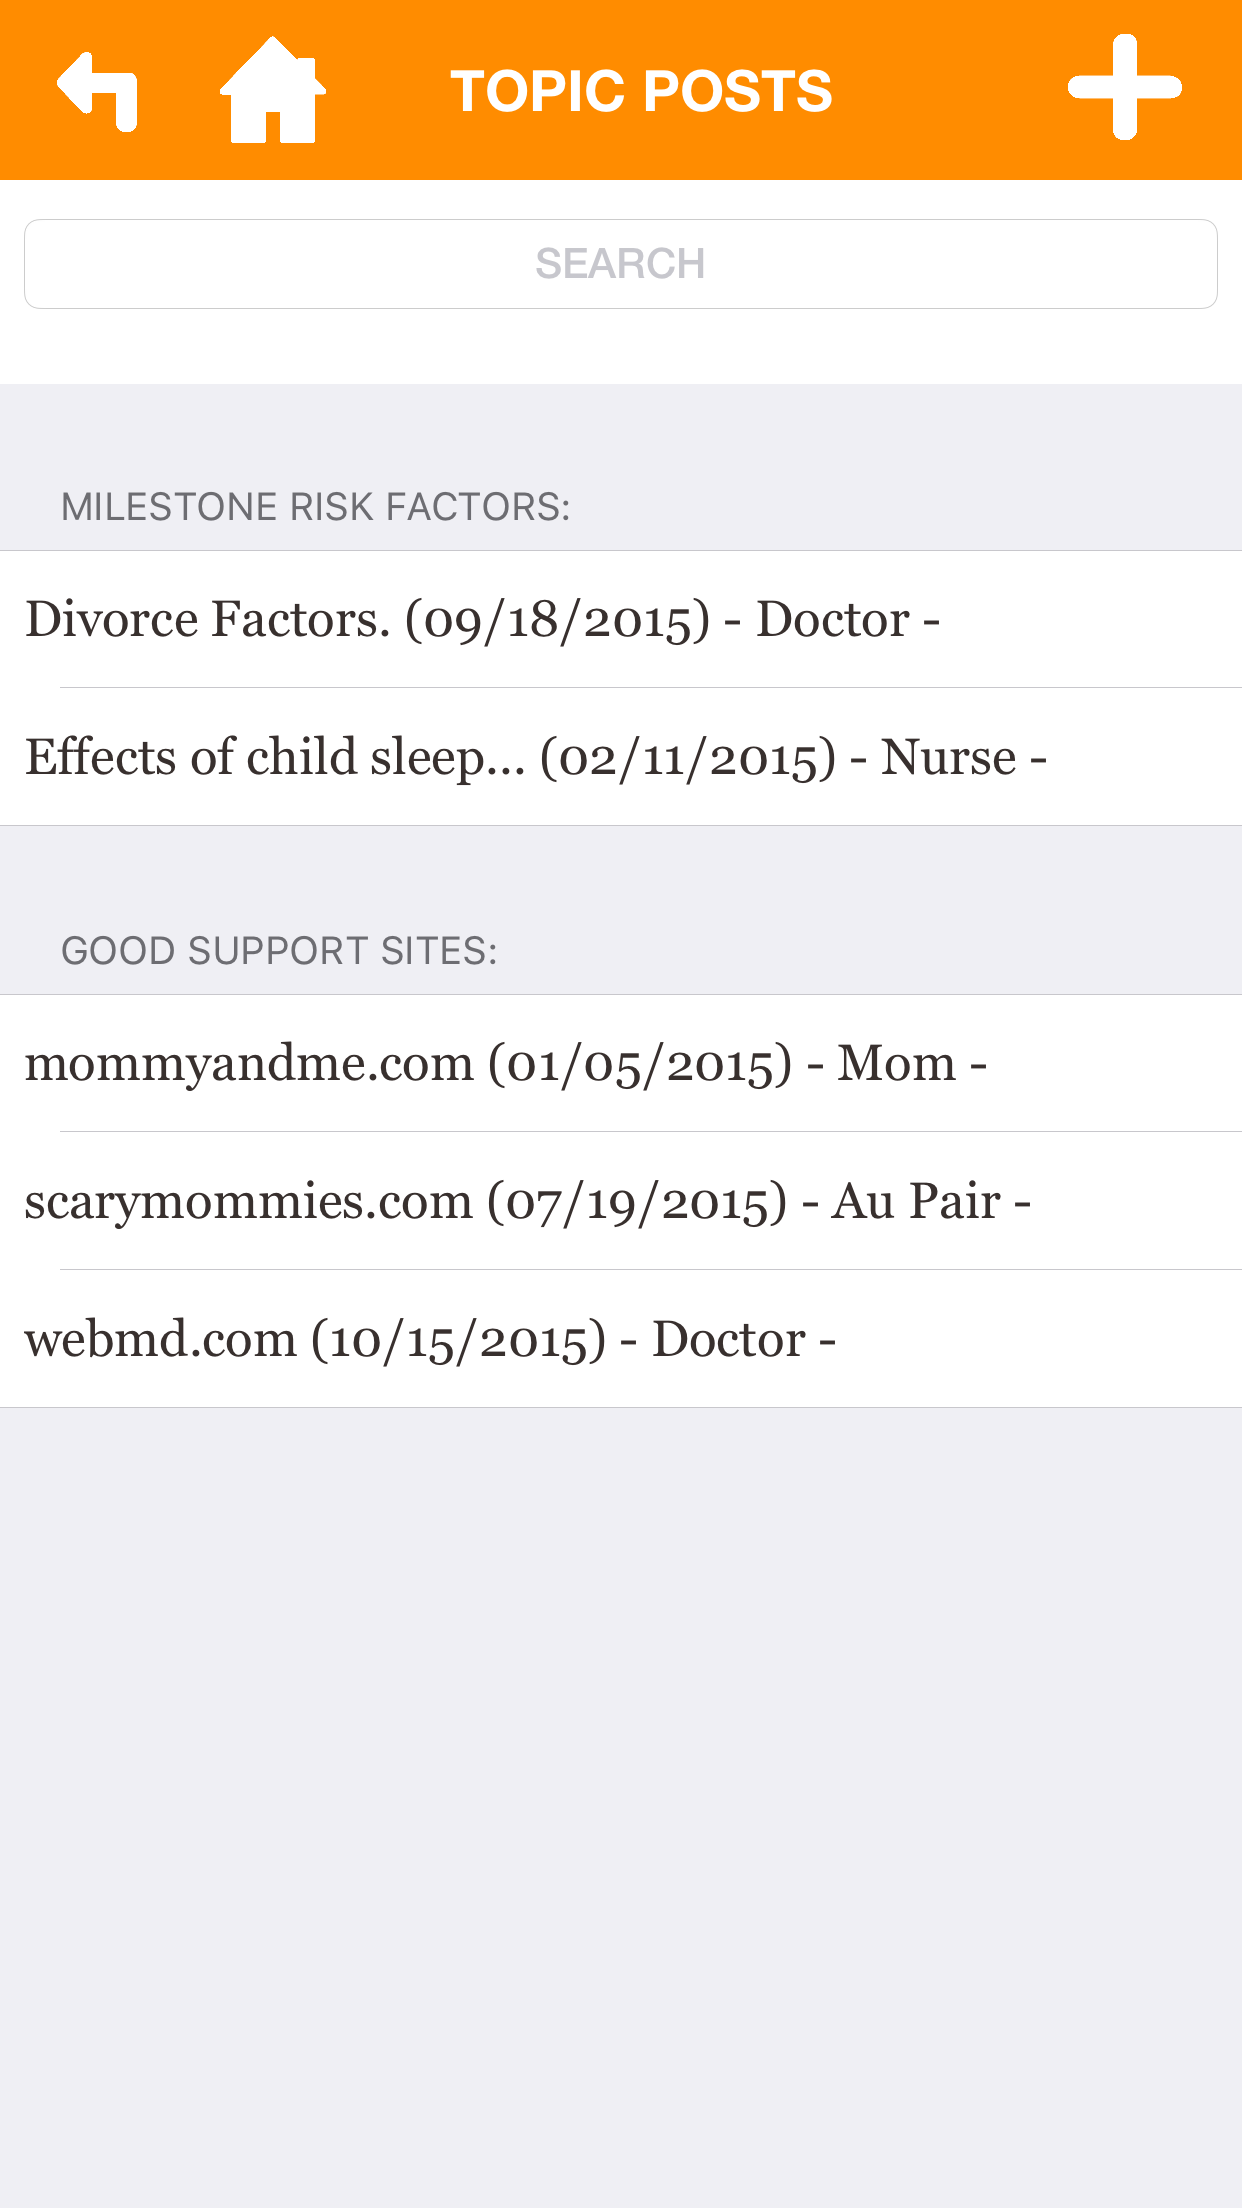 TOPIC POSTS
SEARCH
MILESTONE RISK FACTORS:
Divorce Factors. (09/18/2015) - Doctor -
Effects of child sleep... (02/11/2015) - Nurse -
GOOD SUPPORT SITES:
mommyandme.com (01/05/2015) - Mom -
scarymommies.com (07/19/2015) - Au Pair -
webmd.com (10/15/2015) - Doctor -